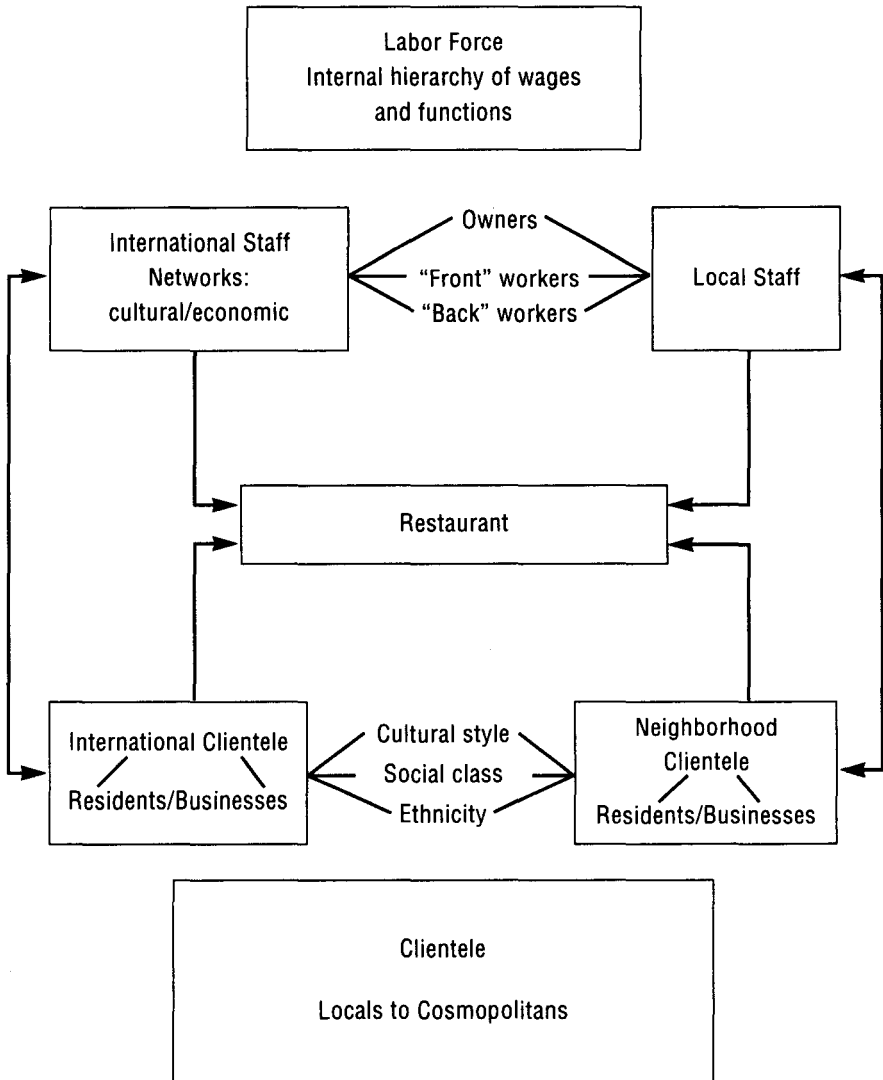 Labor Force
Internal hierarchy of wages
and functions
International Staff
Networks:
cultural/economic
Owners
“Front” workers
“Back” workers
Local Staff
Restaurant
International Clientele
Residents/Businesses
Cultural style
Social class
Ethnicity
Neighborhood
Clientele
Residents/Businesses
Clientele
Locals to Cosmopolitans